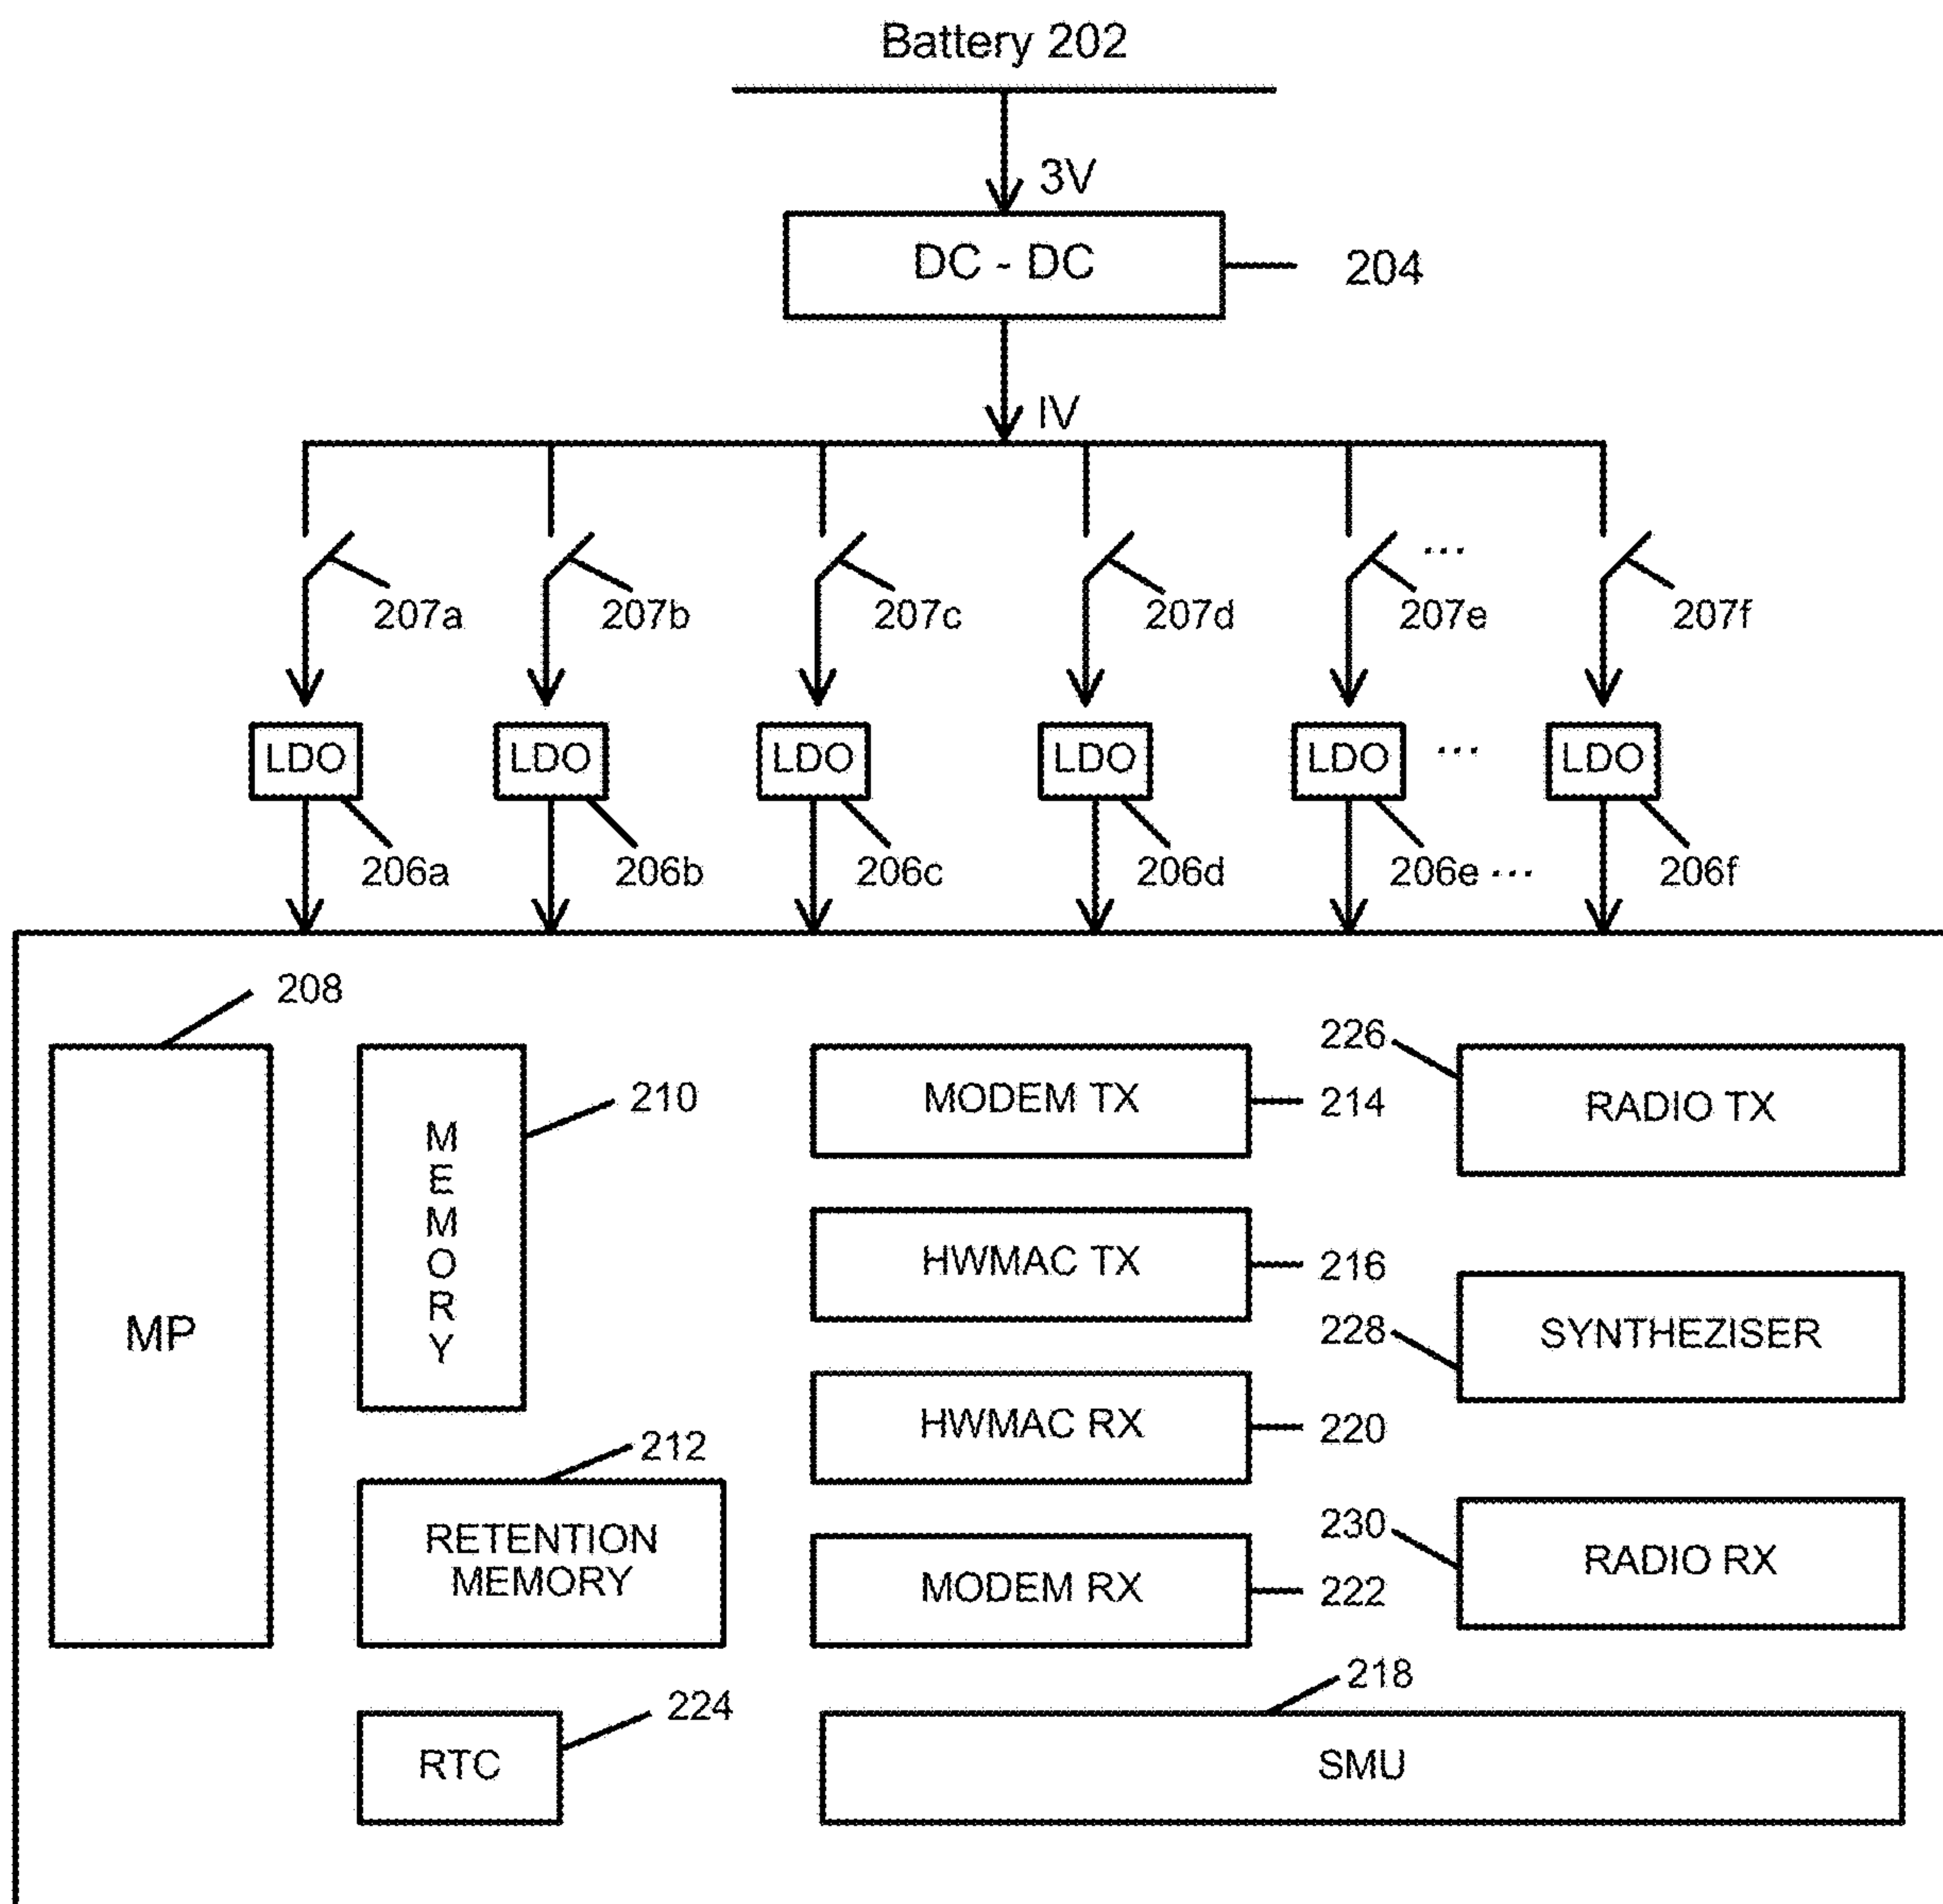 Battery 202
3V
DC - DC
204
IV
207a 207b 207c 207d 207e ... 207f
LDO LDO LDO LDO LDO ... LDO
206a 206b 206c 206d 206e ... 206f
208
MP
MEMORY
210
212
RETENTION
MEMORY
224
RTC
MODEM TX
214
HWMAC TX
216
HWMAC RX
220
MODEM RX
222
226
RADIO TX
228
SYNTHEZISER
230
RADIO RX
218
SMU